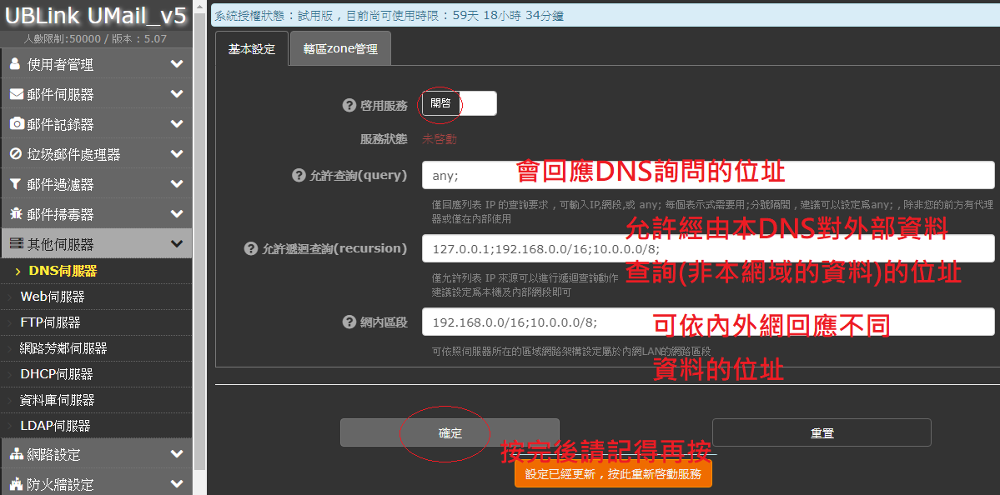 UBLink UMail_v5
人數限制:50000 / 版本：5.07
使用者管理
郵件伺服器
郵件記錄器
垃圾郵件處理器
郵件過濾器
郵件掃毒器
其他伺服器
DNS伺服器
Web伺服器
FTP伺服器
網路芳鄰伺服器
DHCP伺服器
資料庫伺服器
LDAP伺服器
網路設定
防火牆設定
系統授權狀態：試用版，目前尚可使用時限：59天 18小時 34分鐘
基本設定
轄區zone管理
啓用服務
開啓
服務狀態
未啓動
允許查詢(query)
any;
會回應DNS詢問的位址
僅回應列表 IP 的查詢要求，可輸入IP,網段,或 any; 每個表示式需要用;分號隔開，建議可以設定爲any;，除非您的前方有代理
器或僅在內部使用
允許經由本DNS對外部資料
允許遞迴查詢(recursion)
127.0.0.1;192.168.0.0/16;10.0.0.0/8;
查詢(非本網域的資料)的位址
僅允許列表 IP 來源可以進行遞迴查詢動作
建議設定爲本機及內部網段即可
網內區段
192.168.0.0/16;10.0.0.0/8;
可依內外網回應不同
可依照伺服器所在的區域網路架構設定屬於內網LAN的網路區段
資料的位址
確定
重置
按完後請記得再按
設定已經更新，按此重新啓動服務